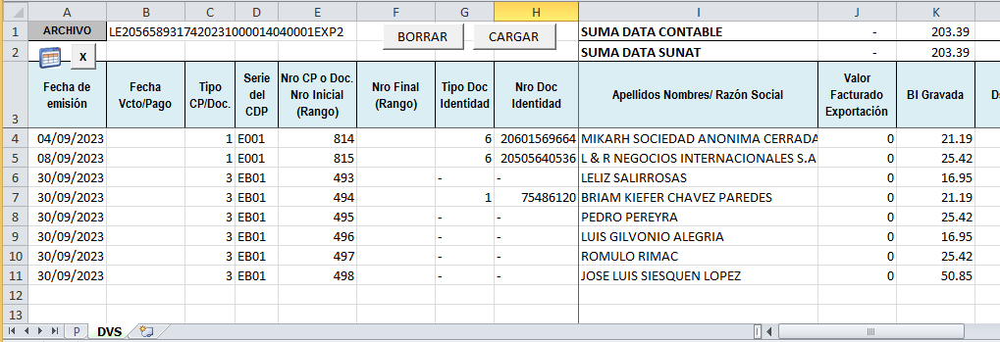 A B C D E F G H I J K
1 ARCHIVO LE2056589317420231000014040001EXP2 BORRAR CARGAR SUMA DATA CONTABLE - 203.39
2 X SUMA DATA SUNAT - 203.39
3 Fecha de emisión Fecha Vcto/Pago Tipo CP/Doc. Serie del CDP Nro CP o Doc. Nro Inicial (Rango) Nro Final (Rango) Tipo Doc Identidad Nro Doc Identidad Apellidos Nombres/ Razón Social Valor Facturado Exportación BI Gravada
4 04/09/2023 1 E001 814 6 20601569664 MIKARH SOCIEDAD ANONIMA CERRADA 0 21.19
5 08/09/2023 1 E001 815 6 20505640536 L & R NEGOCIOS INTERNACIONALES S.A 0 25.42
6 30/09/2023 3 EB01 493 - - LELIZ SALIRROSAS 0 16.95
7 30/09/2023 3 EB01 494 1 75486120 BRIAM KIEFER CHAVEZ PAREDES 0 21.19
8 30/09/2023 3 EB01 495 - - PEDRO PEREYRA 0 25.42
9 30/09/2023 3 EB01 496 - - LUIS GILVONIO ALEGRIA 0 16.95
10 30/09/2023 3 EB01 497 - - ROMULO RIMAC 0 25.42
11 30/09/2023 3 EB01 498 - - JOSE LUIS SIESQUEN LOPEZ 0 50.85
12
13
P DVS